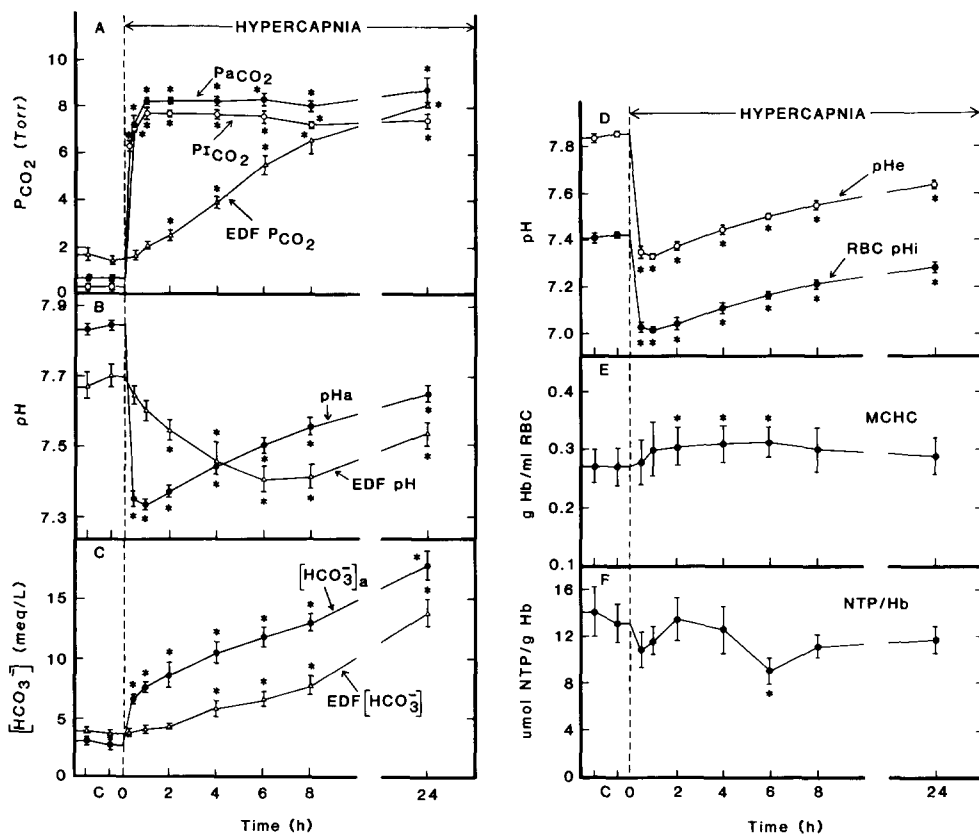 A
HYPERCAPNIA
PaCO2
PICO2
EDF PCO2
PCO2 (Torr)
10
8
6
4
2
0
B
pHa
EDF pH
pH
7.9
7.7
7.5
7.3
C
[HCO3-]a
EDF[HCO3-]
[HCO3-] (meq/L)
15
10
5
0
C 0 2 4 6 8 24
Time (h)
HYPERCAPNIA
D
pHe
RBC pHi
pH
7.8
7.6
7.4
7.2
7.0
E
MCHC
g Hb/ml RBC
0.5
0.3
0.1
F
NTP/Hb
umol NTP/g Hb
16
12
8
4
0
C 0 2 4 6 8 24
Time (h)